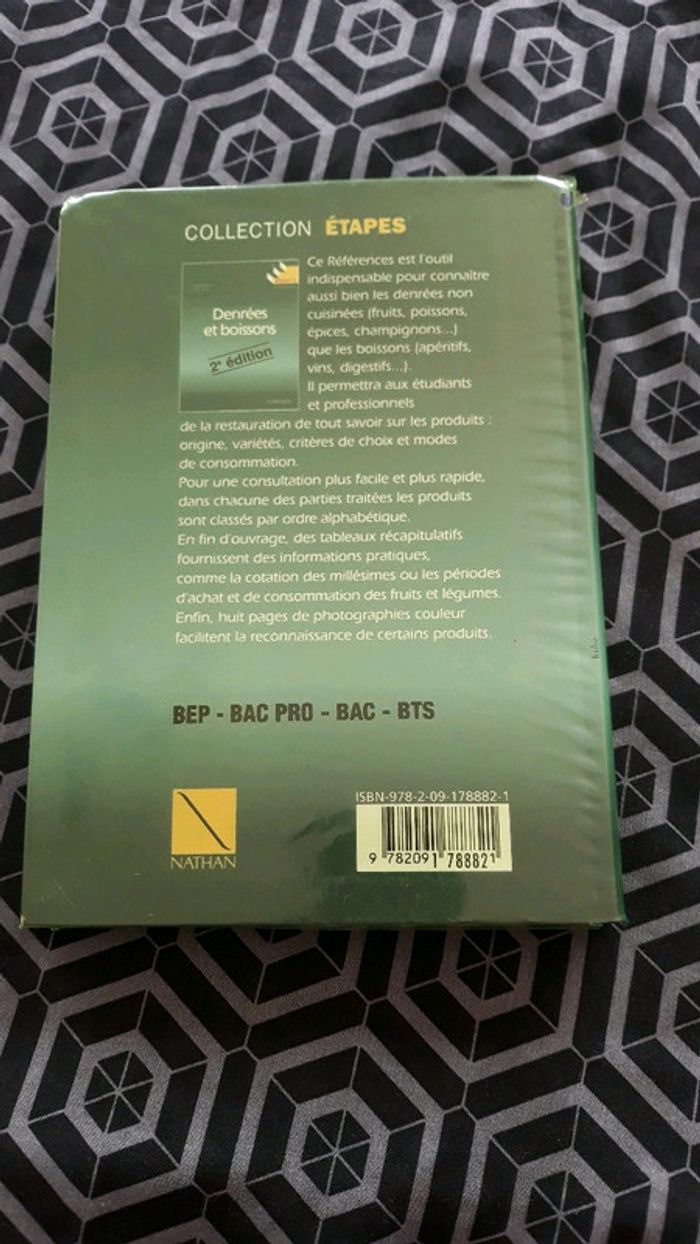 COLLECTION ÉTAPES
Denrées
et boissons
2e édition
Ce Références est l'outil
indispensable pour connaître
aussi bien les denrées non
cuisinées (fruits, poissons,
épices, champignons...)
que les boissons (apéritifs,
vins, digestifs...).
Il permettra aux étudiants
et professionnels
de la restauration de tout savoir sur les produits :
origine, variétés, critères de choix et modes
de consommation.
Pour une consultation plus facile et plus rapide,
dans chacune des parties traitées les produits
sont classés par ordre alphabétique.
En fin d'ouvrage, des tableaux récapitulatifs
fournissent des informations pratiques,
comme la cotation des millésimes ou les périodes
d'achat et de consommation des fruits et légumes.
Enfin, huit pages de photographies couleur
facilitent la reconnaissance de certains produits.
BEP - BAC PRO - BAC - BTS
NATHAN
ISBN-978-2-09-178882-1
9 782091 788821